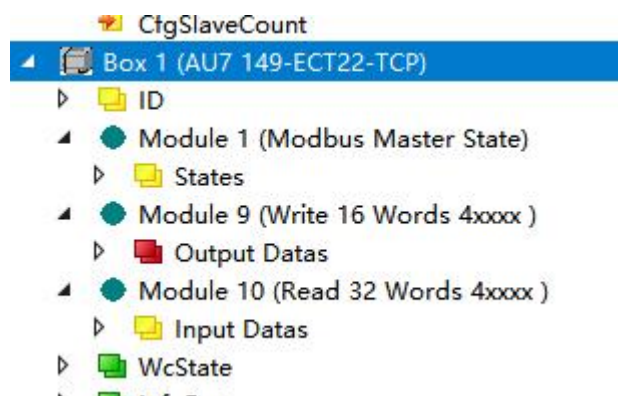 CfgSlaveCount
Box 1 (AU7 149-ECT22-TCP)
ID
Module 1 (Modbus Master State)
States
Module 9 (Write 16 Words 4xxxx )
Output Datas
Module 10 (Read 32 Words 4xxxx )
Input Datas
WcState